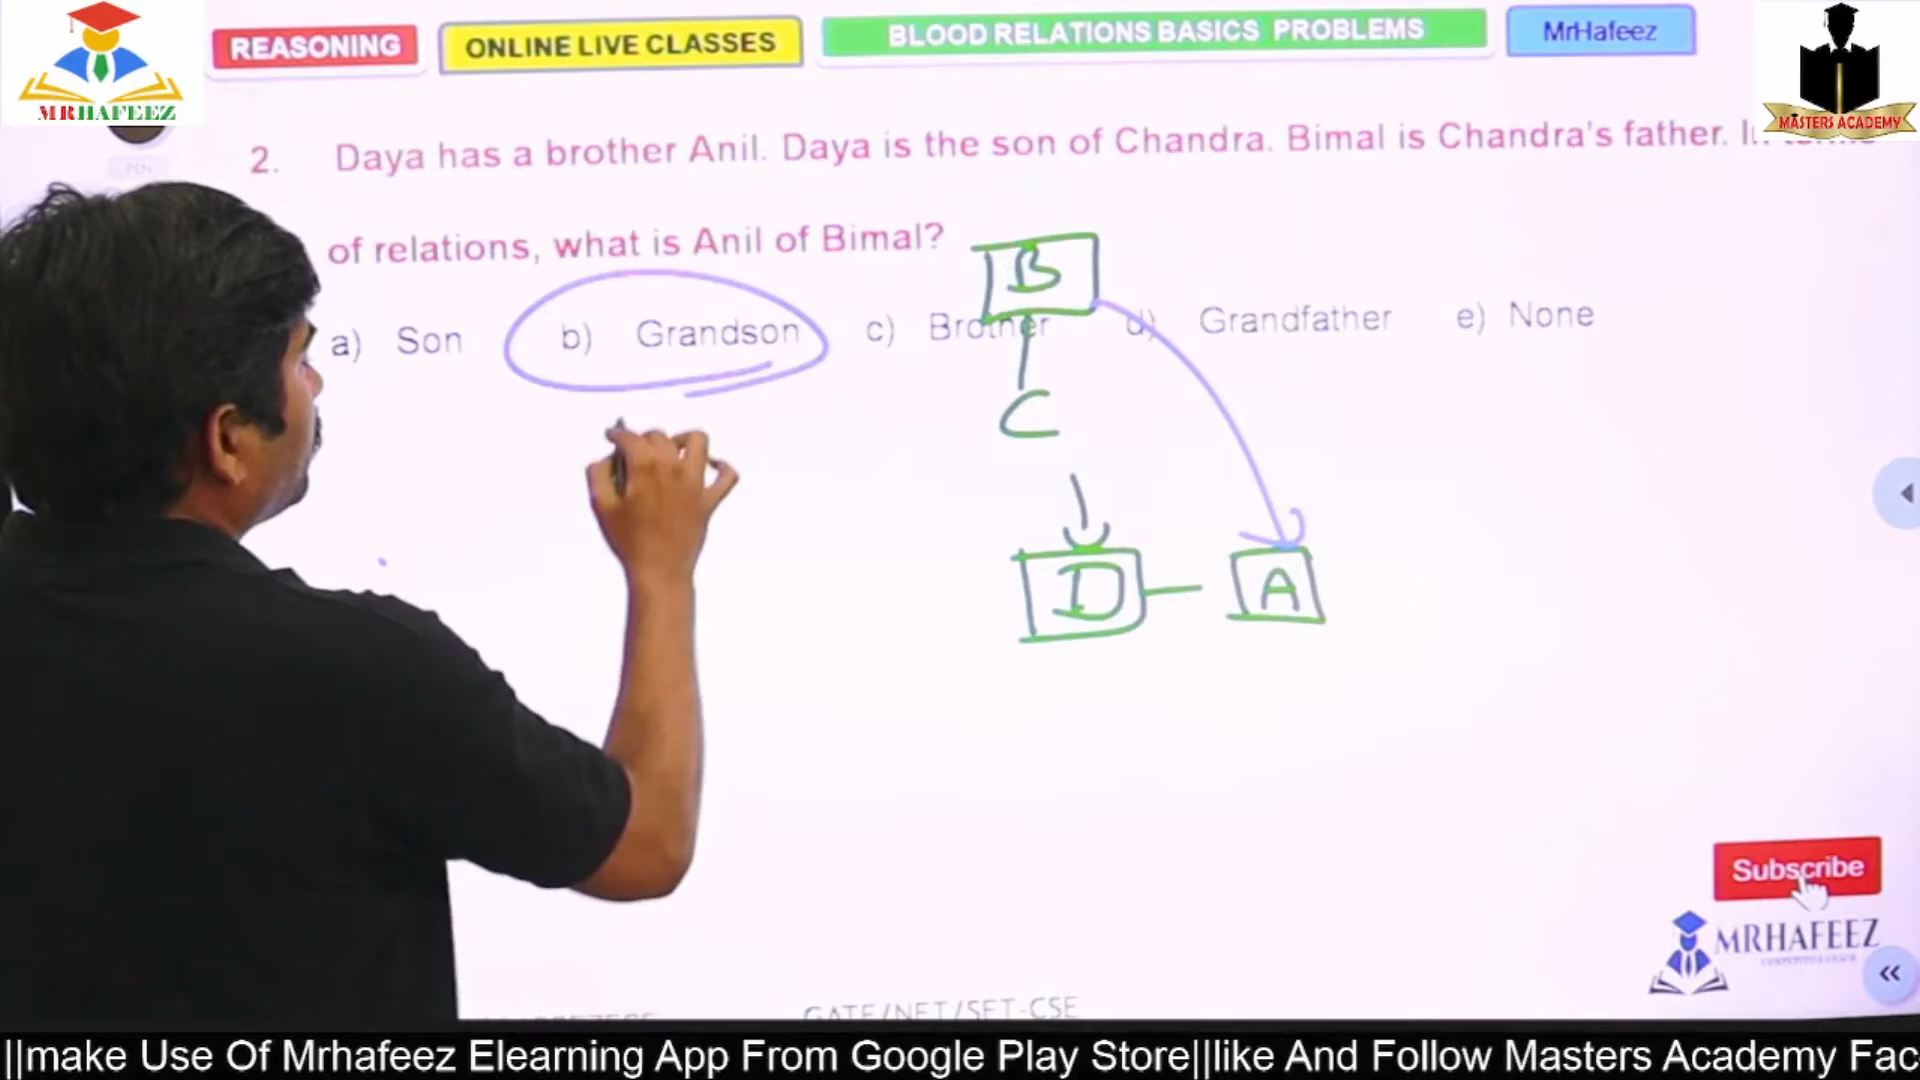 MRHAFEEZ
REASONING
ONLINE LIVE CLASSES
BLOOD RELATIONS BASICS PROBLEMS
MrHafeez
MASTERS ACADEMY
PEN
2. Daya has a brother Anil. Daya is the son of Chandra. Bimal is Chandra's father.
of relations, what is Anil of Bimal?
a) Son b) Grandson c) Brother d) Grandfather e) None
B
C
D A
Subscribe
MRHAFEEZ
GATE/NET/SET-CSE
||make Use Of Mrhafeez Elearning App From Google Play Store||like And Follow Masters Academy Fac